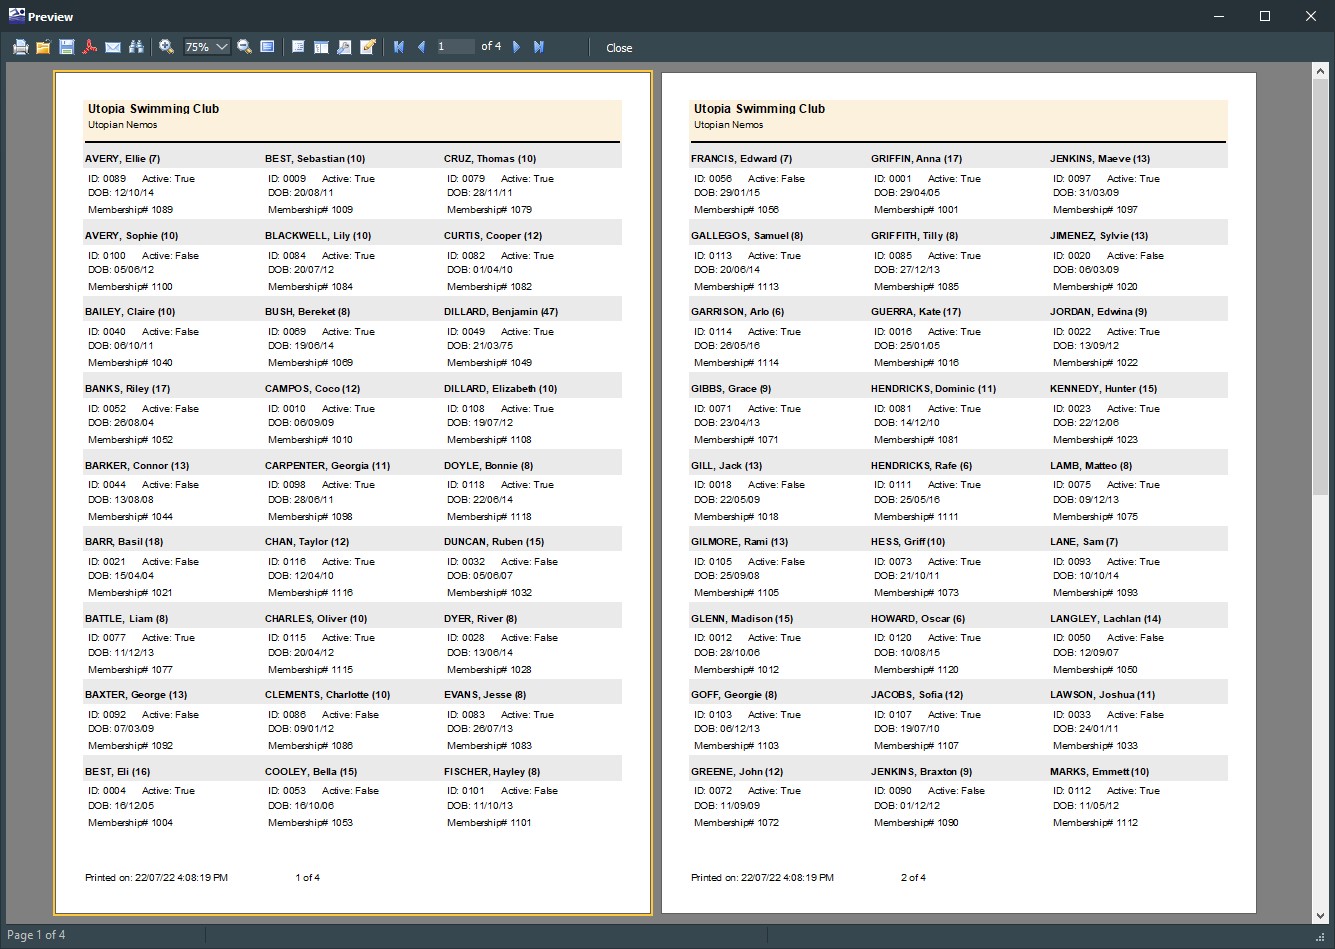 Preview
75%
1
of 4
Close
Utopia Swimming Club
Utopian Nemos
AVERY, Ellie (7)
ID: 0089 Active: True
DOB: 12/10/14
Membership# 1089
AVERY, Sophie (10)
ID: 0100 Active: False
DOB: 05/06/12
Membership# 1100
BAILEY, Claire (10)
ID: 0040 Active: False
DOB: 06/10/11
Membership# 1040
BANKS, Riley (17)
ID: 0052 Active: False
DOB: 26/08/04
Membership# 1052
BARKER, Connor (13)
ID: 0044 Active: False
DOB: 13/08/08
Membership# 1044
BARR, Basil (18)
ID: 0021 Active: False
DOB: 15/04/04
Membership# 1021
BATTLE, Liam (8)
ID: 0077 Active: True
DOB: 11/12/13
Membership# 1077
BAXTER, George (13)
ID: 0092 Active: False
DOB: 07/03/09
Membership# 1092
BEST, Eli (16)
ID: 0004 Active: True
DOB: 16/12/05
Membership# 1004
BEST, Sebastian (10)
ID: 0009 Active: True
DOB: 20/08/11
Membership# 1009
BLACKWELL, Lily (10)
ID: 0084 Active: True
DOB: 20/07/12
Membership# 1084
BUSH, Bereket (8)
ID: 0069 Active: True
DOB: 19/06/14
Membership# 1069
CAMPOS, Coco (12)
ID: 0010 Active: True
DOB: 06/09/09
Membership# 1010
CARPENTER, Georgia (11)
ID: 0098 Active: True
DOB: 28/06/11
Membership# 1098
CHAN, Taylor (12)
ID: 0116 Active: True
DOB: 12/04/10
Membership# 1116
CHARLES, Oliver (10)
ID: 0115 Active: True
DOB: 20/04/12
Membership# 1115
CLEMENTS, Charlotte (10)
ID: 0086 Active: False
DOB: 09/01/12
Membership# 1086
COOLEY, Bella (15)
ID: 0053 Active: False
DOB: 16/10/06
Membership# 1053
CRUZ, Thomas (10)
ID: 0079 Active: True
DOB: 28/11/11
Membership# 1079
CURTIS, Cooper (12)
ID: 0082 Active: True
DOB: 01/04/10
Membership# 1082
DILLARD, Benjamin (47)
ID: 0049 Active: True
DOB: 21/03/75
Membership# 1049
DILLARD, Elizabeth (10)
ID: 0108 Active: True
DOB: 19/07/12
Membership# 1108
DOYLE, Bonnie (8)
ID: 0118 Active: True
DOB: 22/06/14
Membership# 1118
DUNCAN, Ruben (15)
ID: 0032 Active: False
DOB: 05/06/07
Membership# 1032
DYER, River (8)
ID: 0028 Active: False
DOB: 13/06/14
Membership# 1028
EVANS, Jesse (8)
ID: 0083 Active: True
DOB: 26/07/13
Membership# 1083
FISCHER, Hayley (8)
ID: 0101 Active: False
DOB: 11/10/13
Membership# 1101
Printed on: 22/07/22 4:08:19 PM 1 of 4
Utopia Swimming Club
Utopian Nemos
FRANCIS, Edward (7)
ID: 0056 Active: False
DOB: 29/01/15
Membership# 1056
GALLEGOS, Samuel (8)
ID: 0113 Active: True
DOB: 20/06/14
Membership# 1113
GARRISON, Arlo (6)
ID: 0114 Active: True
DOB: 26/05/16
Membership# 1114
GIBBS, Grace (9)
ID: 0071 Active: True
DOB: 23/04/13
Membership# 1071
GILL, Jack (13)
ID: 0018 Active: False
DOB: 22/05/09
Membership# 1018
GILMORE, Rami (13)
ID: 0105 Active: False
DOB: 25/09/08
Membership# 1105
GLENN, Madison (15)
ID: 0012 Active: True
DOB: 28/10/06
Membership# 1012
GOFF, Georgie (8)
ID: 0103 Active: True
DOB: 06/12/13
Membership# 1103
GREENE, John (12)
ID: 0072 Active: True
DOB: 11/09/09
Membership# 1072
GRIFFIN, Anna (17)
ID: 0001 Active: True
DOB: 29/04/05
Membership# 1001
GRIFFITH, Tilly (8)
ID: 0085 Active: True
DOB: 27/12/13
Membership# 1085
GUERRA, Kate (17)
ID: 0016 Active: True
DOB: 25/01/05
Membership# 1016
HENDRICKS, Dominic (11)
ID: 0081 Active: True
DOB: 14/12/10
Membership# 1081
HENDRICKS, Rafe (6)
ID: 0111 Active: True
DOB: 25/05/16
Membership# 1111
HESS, Griff (10)
ID: 0073 Active: True
DOB: 21/10/11
Membership# 1073
HOWARD, Oscar (6)
ID: 0120 Active: True
DOB: 10/08/15
Membership# 1120
JACOBS, Sofia (12)
ID: 0107 Active: True
DOB: 19/07/10
Membership# 1107
JENKINS, Braxton (9)
ID: 0090 Active: False
DOB: 01/12/12
Membership# 1090
JENKINS, Maeve (13)
ID: 0097 Active: True
DOB: 31/03/09
Membership# 1097
JIMENEZ, Sylvie (13)
ID: 0020 Active: False
DOB: 06/03/09
Membership# 1020
JORDAN, Edwina (9)
ID: 0022 Active: True
DOB: 13/09/12
Membership# 1022
KENNEDY, Hunter (15)
ID: 0023 Active: True
DOB: 22/12/06
Membership# 1023
LAMB, Matteo (8)
ID: 0075 Active: True
DOB: 09/12/13
Membership# 1075
LANE, Sam (7)
ID: 0093 Active: True
DOB: 10/10/14
Membership# 1093
LANGLEY, Lachlan (14)
ID: 0050 Active: False
DOB: 12/09/07
Membership# 1050
LAWSON, Joshua (11)
ID: 0033 Active: False
DOB: 24/01/11
Membership# 1033
MARKS, Emmett (10)
ID: 0112 Active: True
DOB: 11/05/12
Membership# 1112
Printed on: 22/07/22 4:08:19 PM 2 of 4
Page 1 of 4